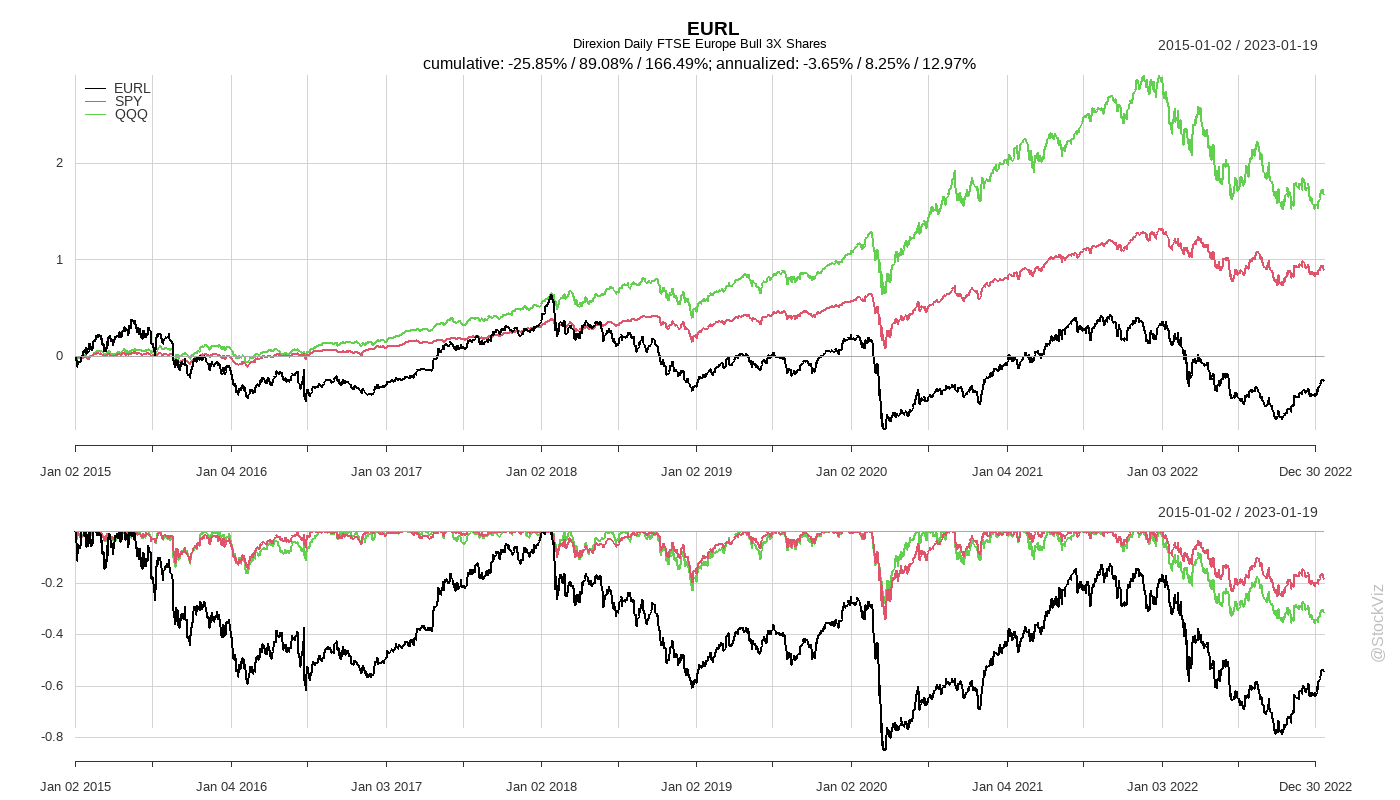 EURL
Direxion Daily FTSE Europe Bull 3X Shares
2015-01-02 / 2023-01-19
cumulative: -25.85% / 89.08% / 166.49%; annualized: -3.65% / 8.25% / 12.97%
EURL
SPY
QQQ
2
1
0
Jan 02 2015 Jan 04 2016 Jan 03 2017 Jan 02 2018 Jan 02 2019 Jan 02 2020 Jan 04 2021 Jan 03 2022 Dec 30 2022
2015-01-02 / 2023-01-19
-0.2
-0.4
-0.6
-0.8
Jan 02 2015 Jan 04 2016 Jan 03 2017 Jan 02 2018 Jan 02 2019 Jan 02 2020 Jan 04 2021 Jan 03 2022 Dec 30 2022
@StockViz